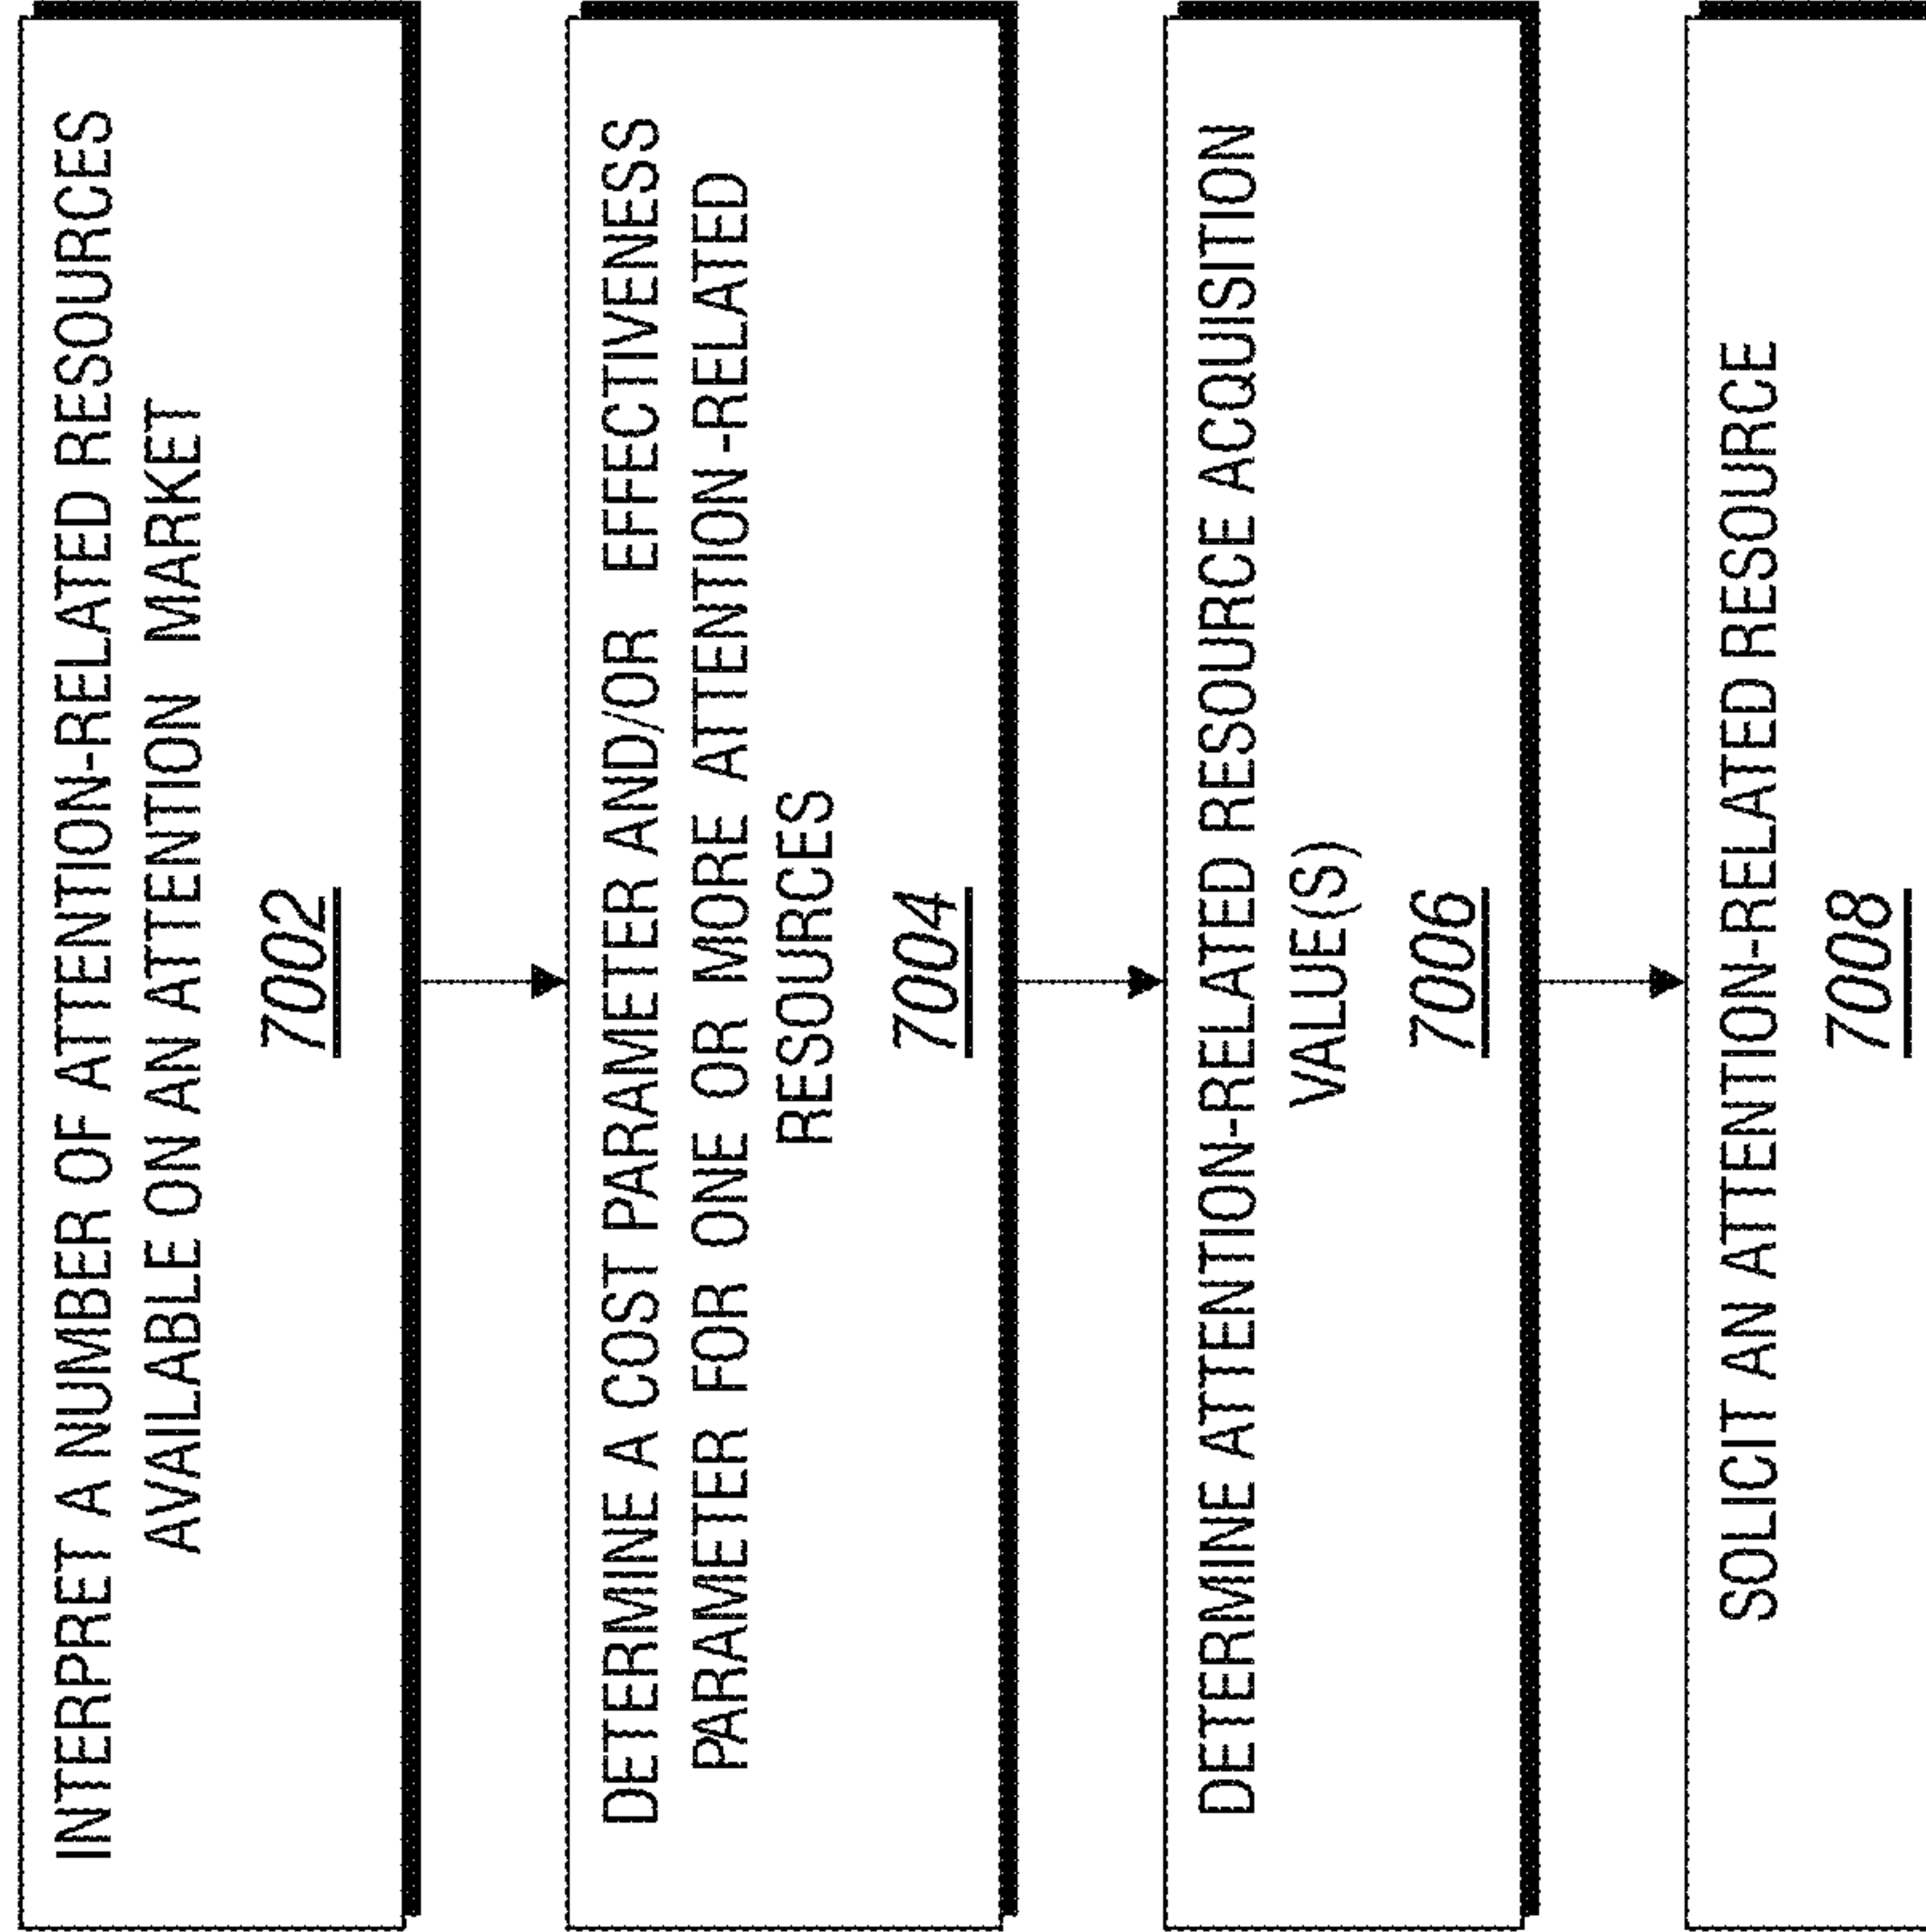 INTERPRET A NUMBER OF ATTENTION-RELATED RESOURCES
AVAILABLE ON AN ATTENTION MARKET
7002
DETERMINE A COST PARAMETER AND/OR EFFECTIVENESS
PARAMETER FOR ONE OR MORE ATTENTION-RELATED
RESOURCES
7004
DETERMINE ATTENTION-RELATED RESOURCE ACQUISITION
VALUE(S)
7006
SOLICIT AN ATTENTION-RELATED RESOURCE
7008